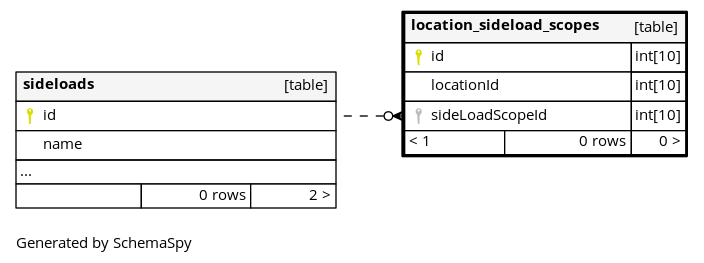 sideloads [table]
id
name
...
0 rows 2 >
location_sideload_scopes [table]
id int[10]
locationId int[10]
sideLoadScopeId int[10]
< 1 0 rows 0 >
Generated by SchemaSpy